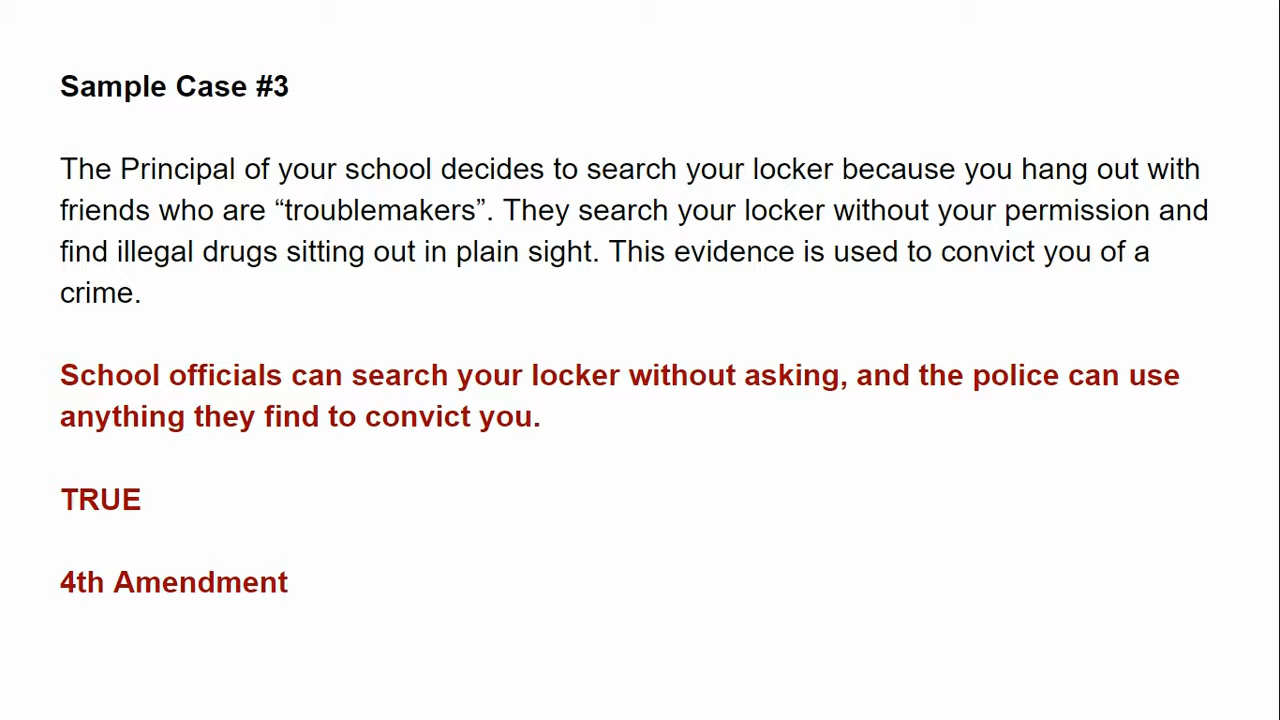 Sample Case #3
The Principal of your school decides to search your locker because you hang out with
friends who are “troublemakers”. They search your locker without your permission and
find illegal drugs sitting out in plain sight. This evidence is used to convict you of a
crime.
School officials can search your locker without asking, and the police can use
anything they find to convict you.
TRUE
4th Amendment